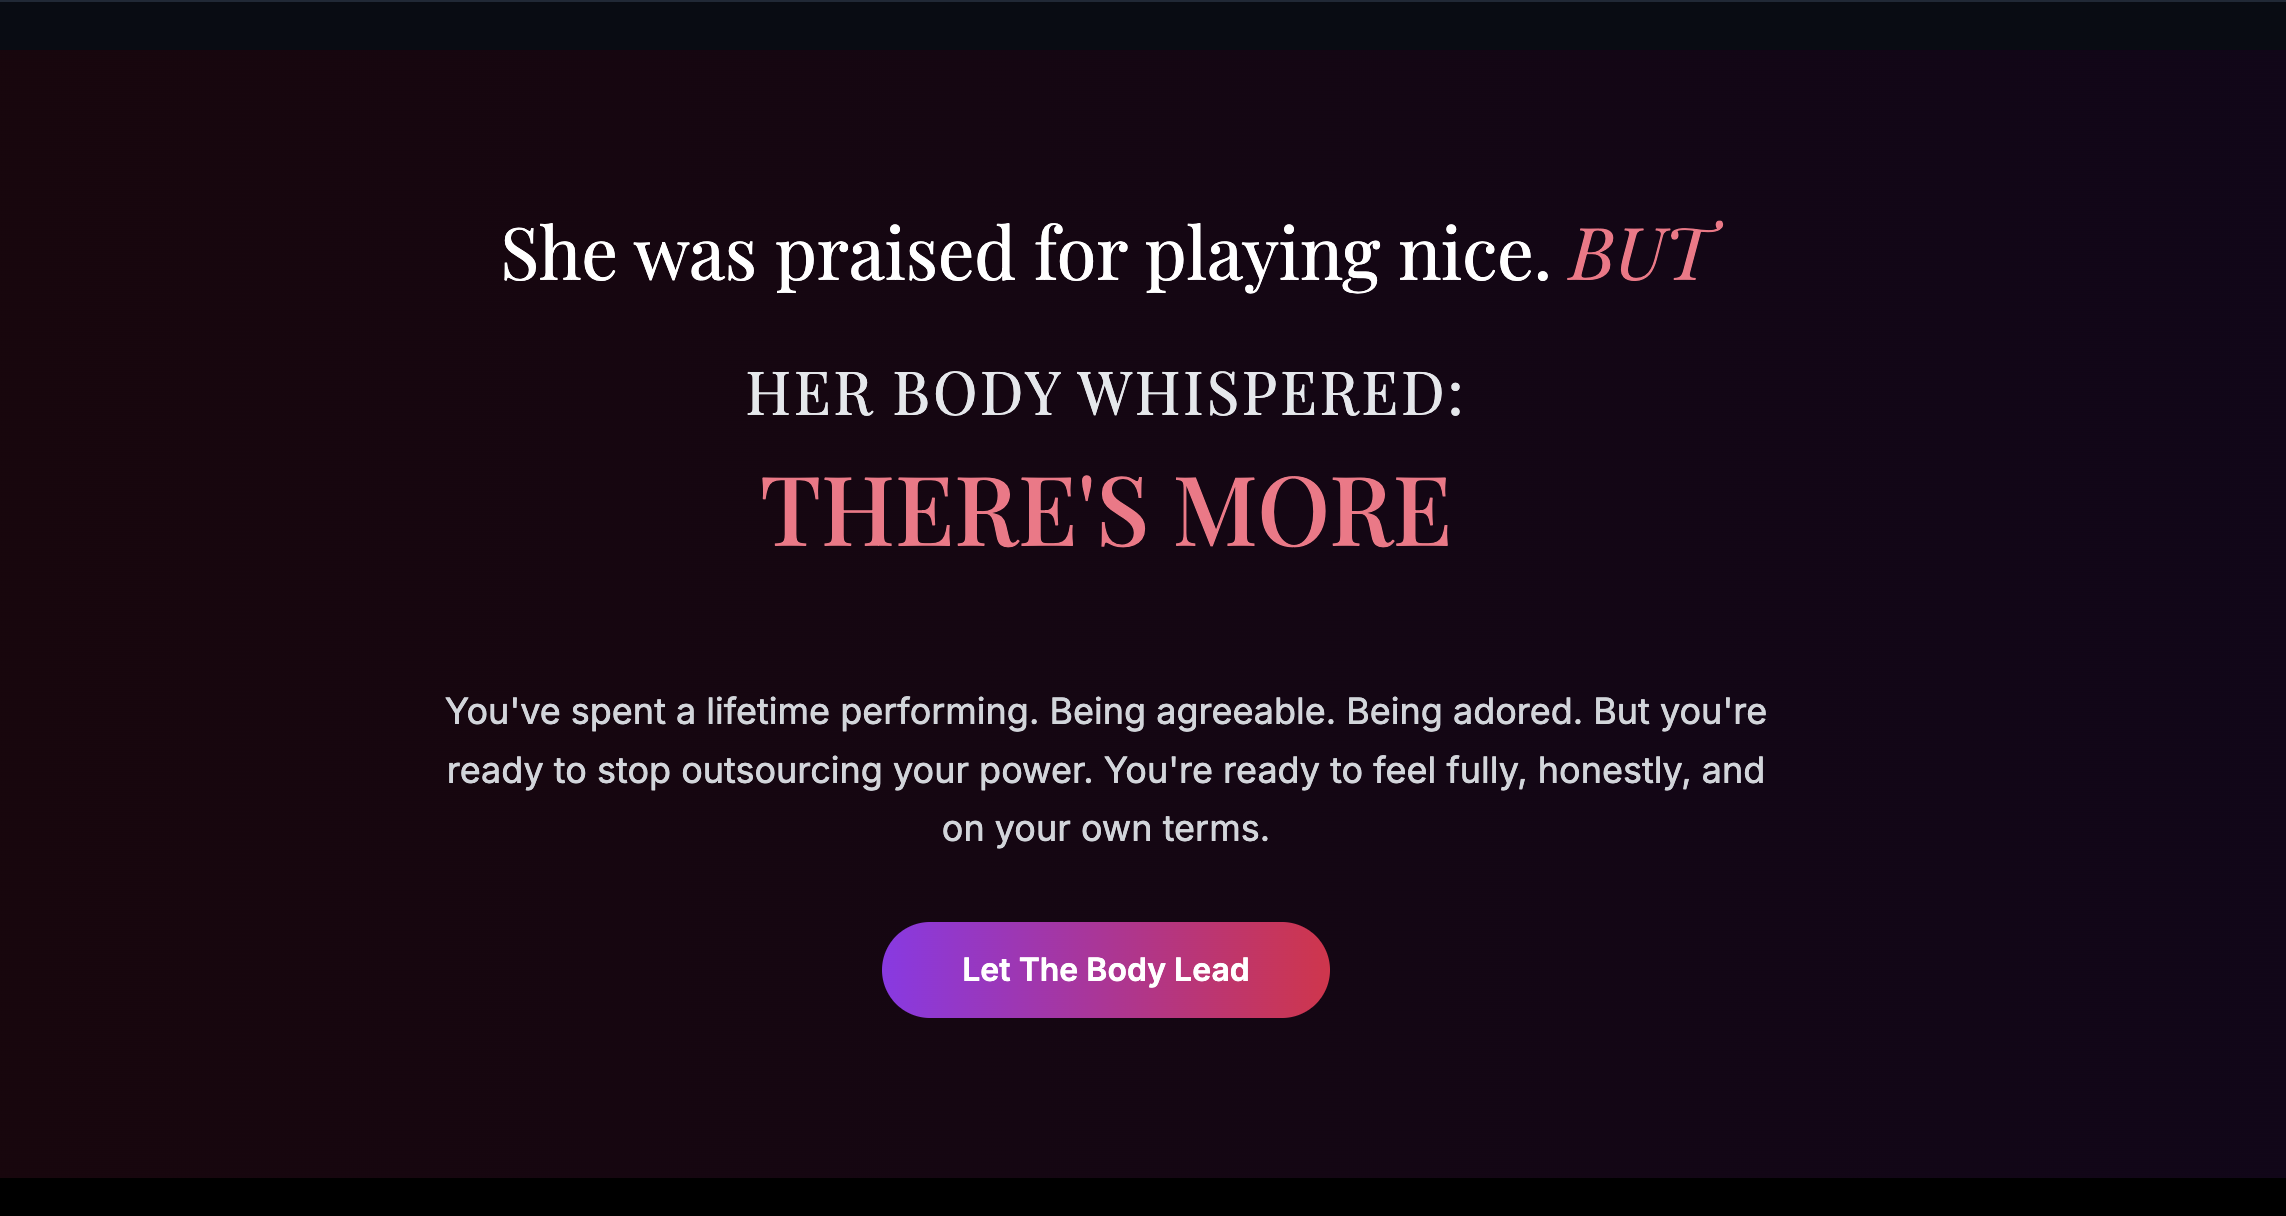 She was praised for playing nice. BUT
HER BODY WHISPERED:
THERE'S MORE
You've spent a lifetime performing. Being agreeable. Being adored. But you're
ready to stop outsourcing your power. You're ready to feel fully, honestly, and
on your own terms.
Let The Body Lead